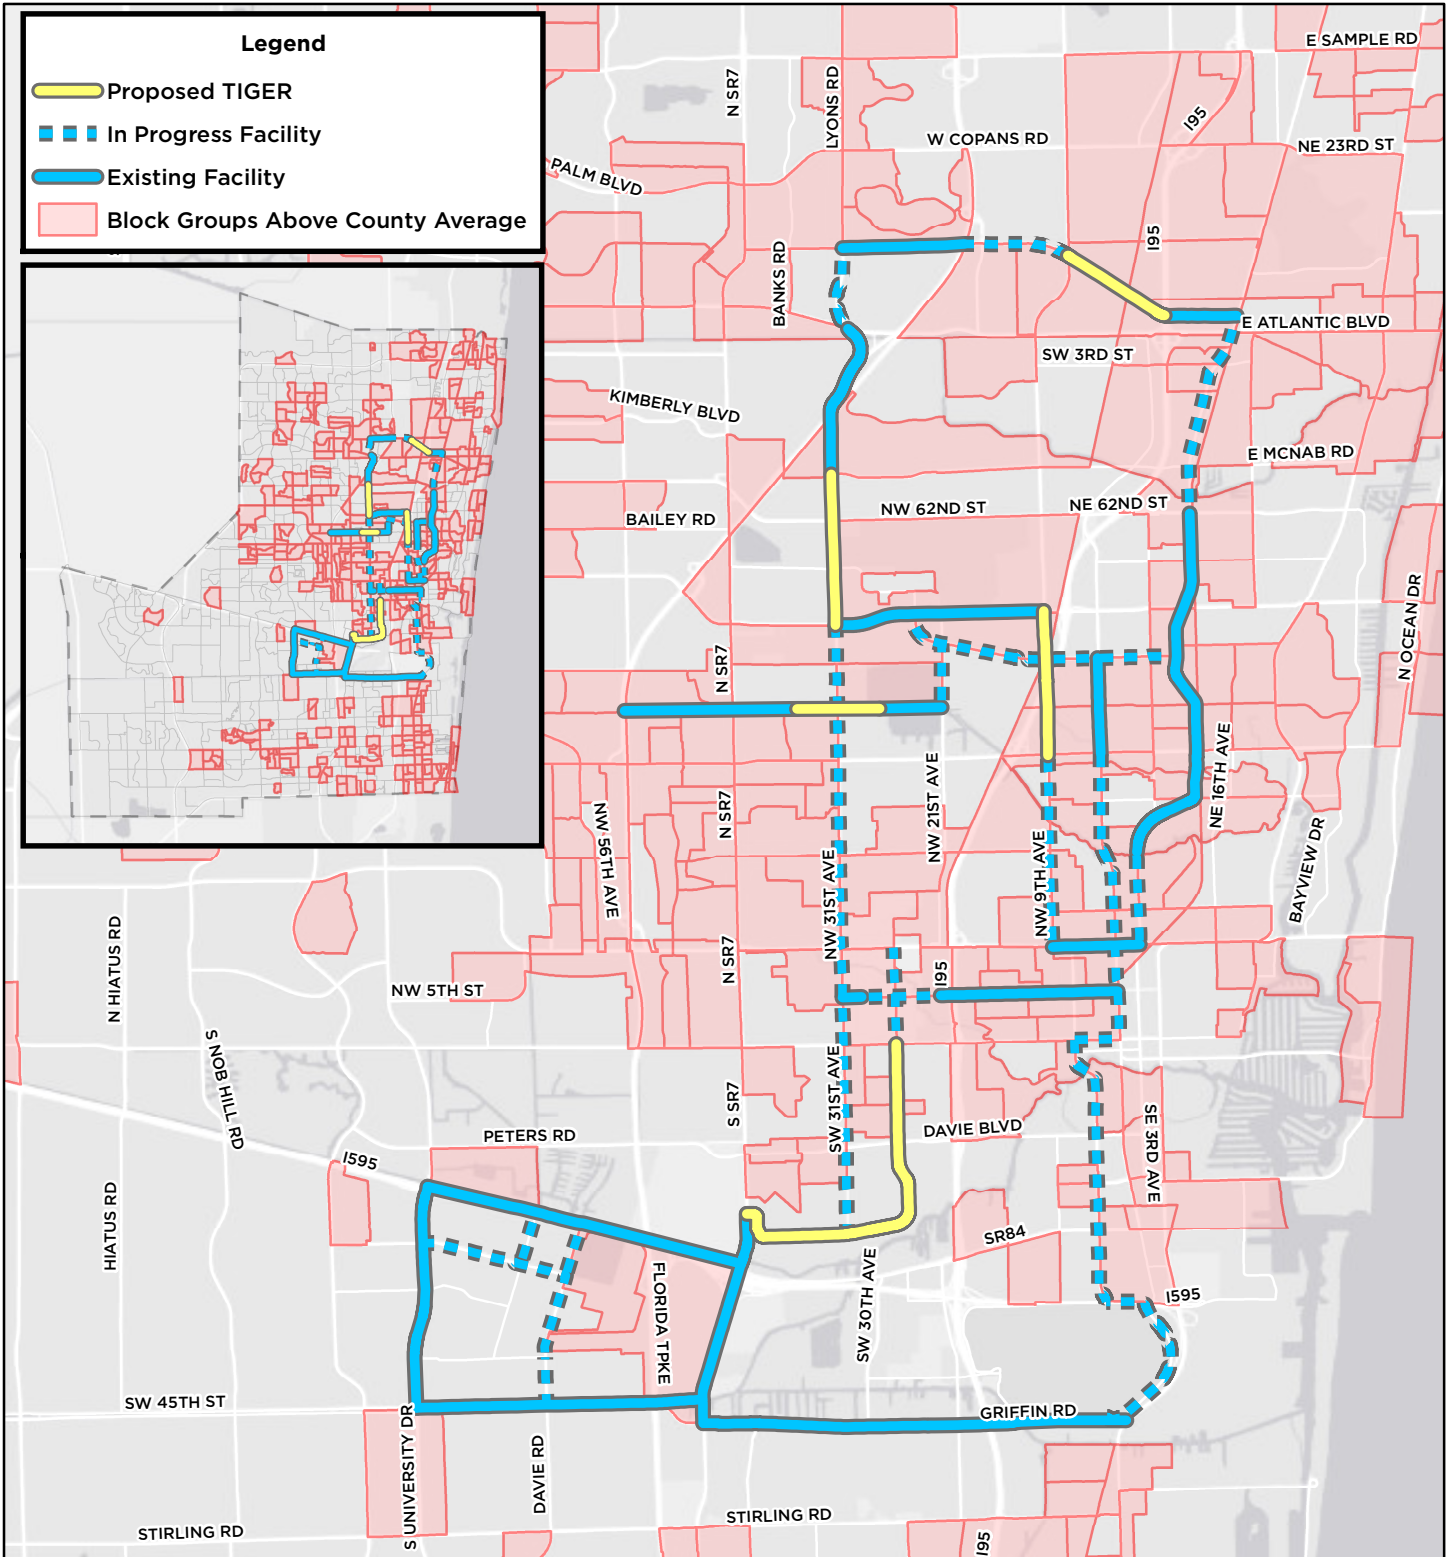 Legend
Proposed TIGER
In Progress Facility
Existing Facility
Block Groups Above County Average
E SAMPLE RD
N SR7
LYONS RD
I95
W COPANS RD
NE 23RD ST
PALM BLVD
BANKS RD
I95
E ATLANTIC BLVD
SW 3RD ST
KIMBERLY BLVD
E MCNAB RD
BAILEY RD
NW 62ND ST
NE 62ND ST
N OCEAN DR
N SR7
NW 56TH AVE
N SR7
NW 21ST AVE
NE 16TH AVE
NW 31ST AVE
NW 9TH AVE
BAYVIEW DR
N HIATUS RD
NW 5TH ST
N SR7
I95
S NOB HILL RD
S SR7
SW 31ST AVE
PETERS RD
DAVIE BLVD
SE 3RD AVE
I595
HIATUS RD
SR84
FLORIDA TPKE
SW 30TH AVE
I595
SW 45TH ST
GRIFFIN RD
S UNIVERSITY DR
DAVIE RD
STIRLING RD
STIRLING RD
I95